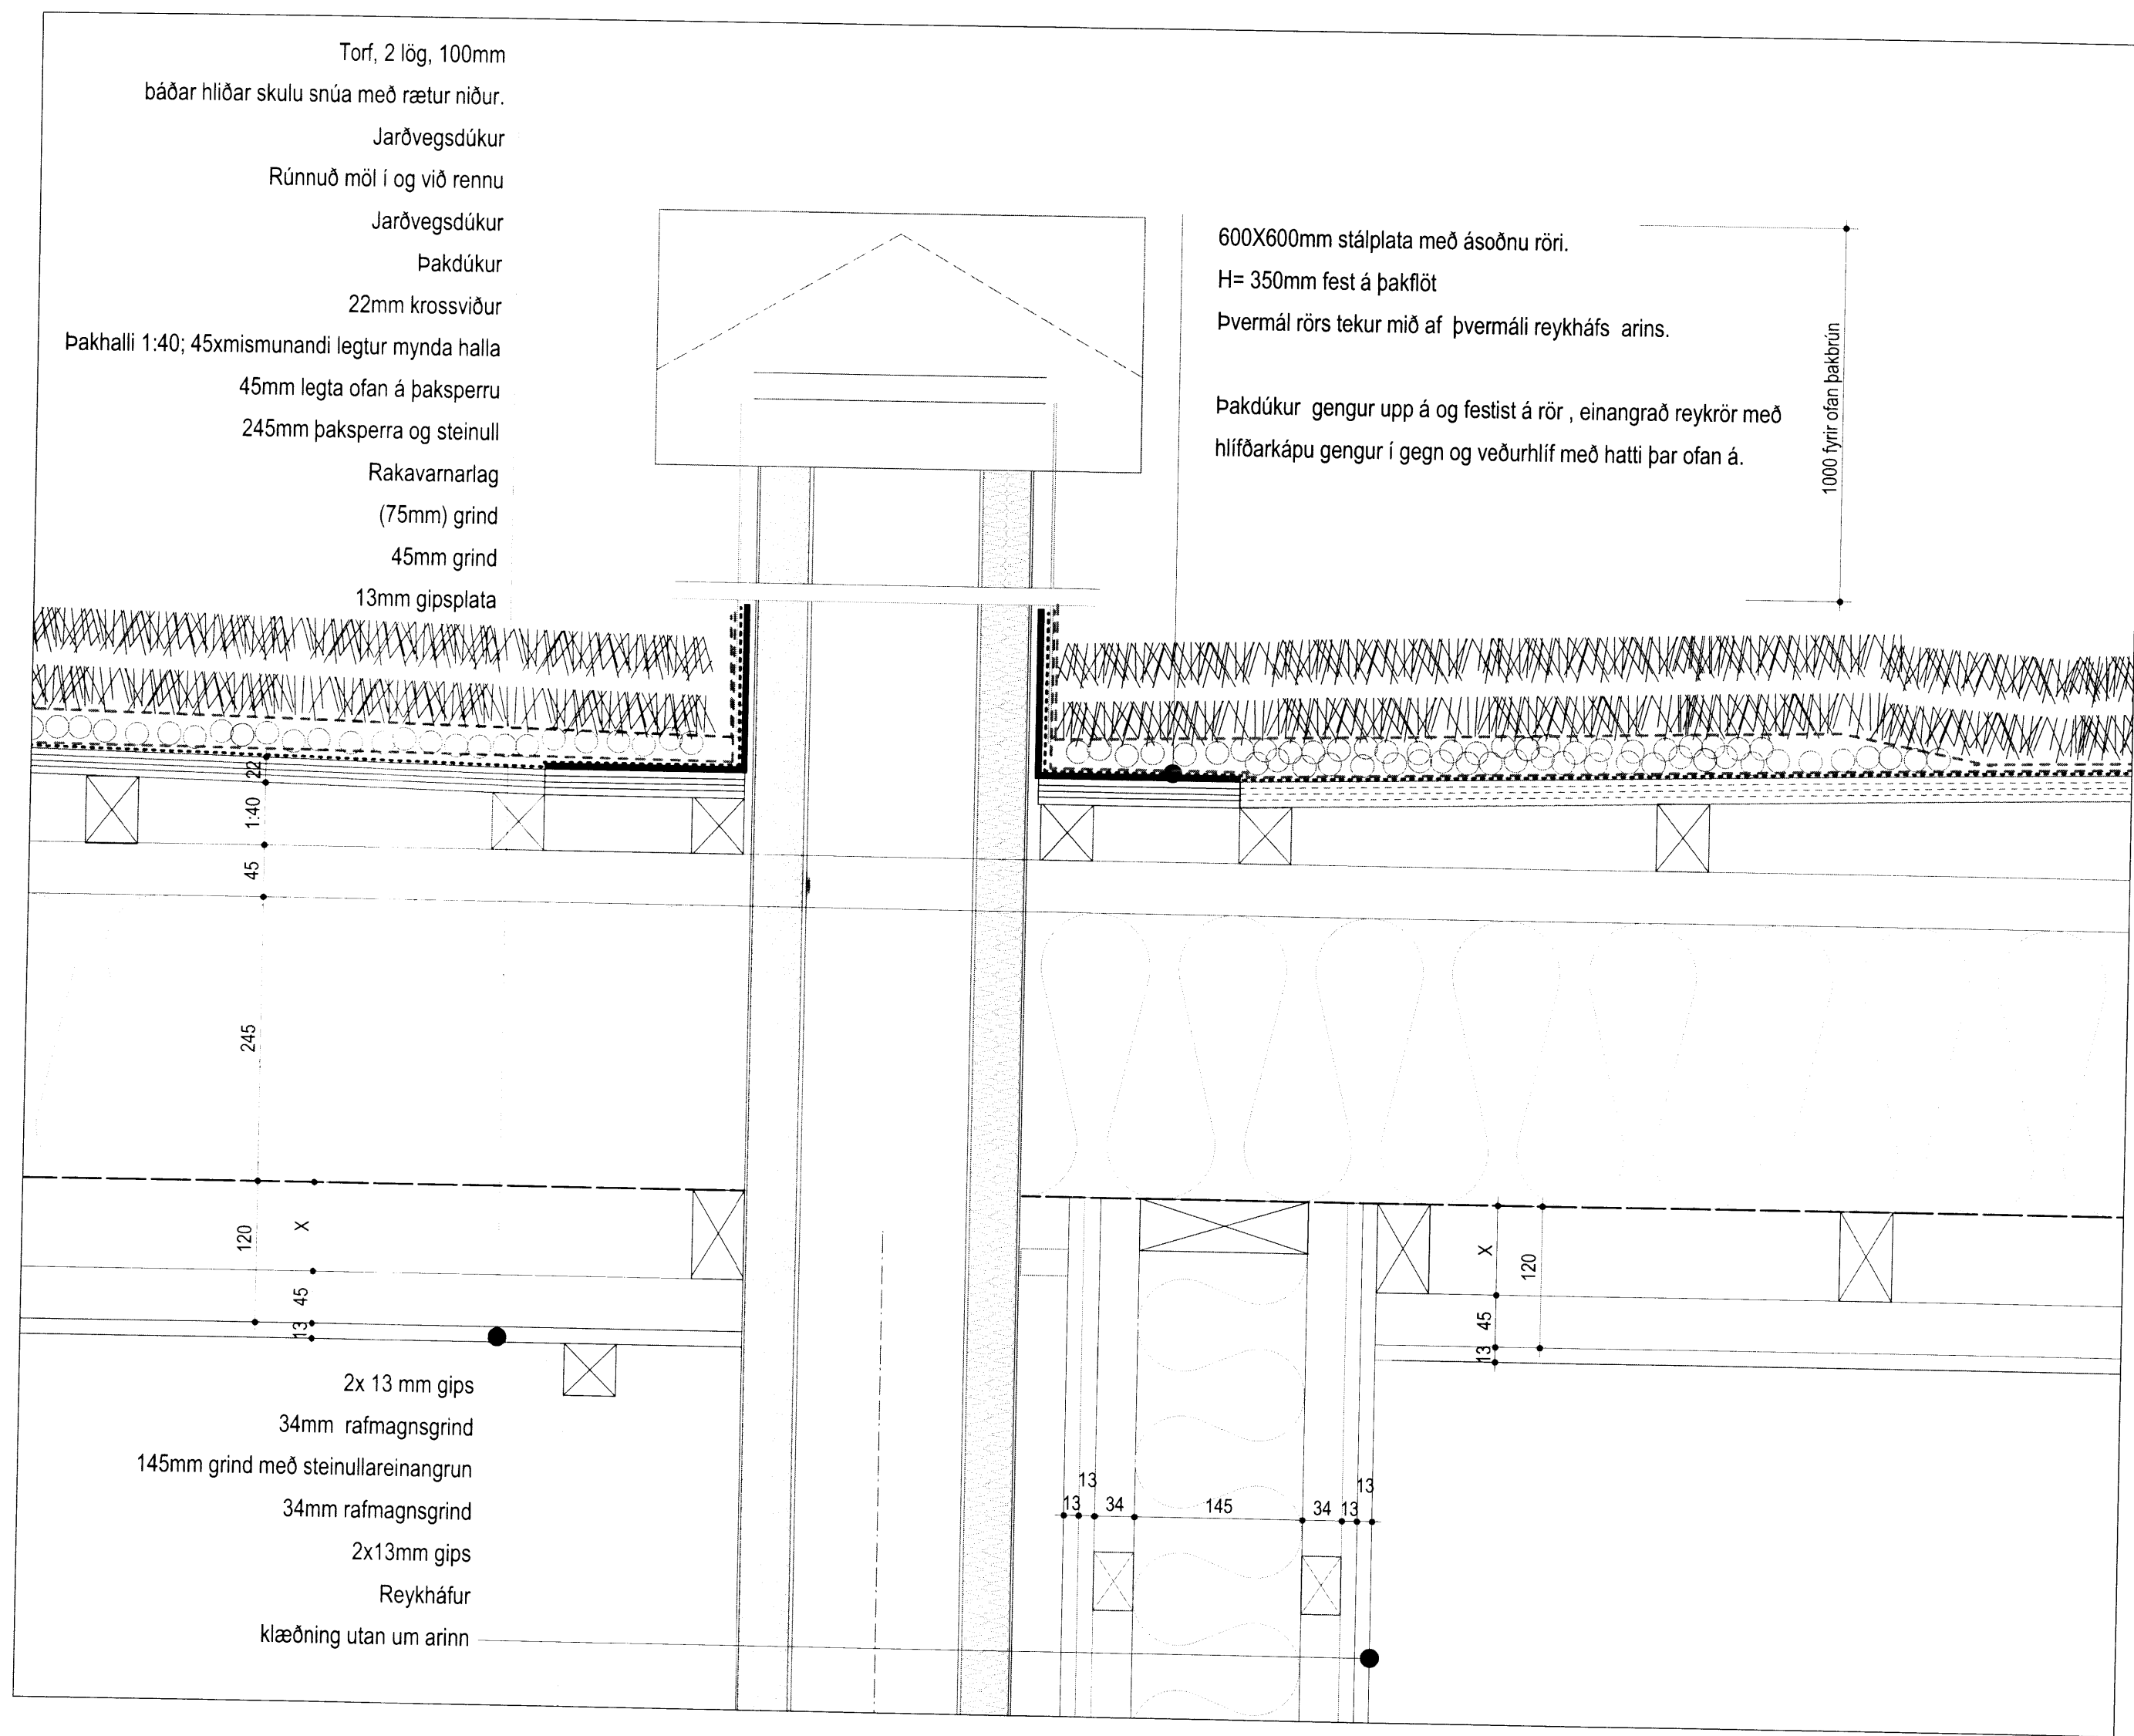 Torf, 2 lög, 100mm
báðar hliðar skulu snúa með rætur niður.
Jarðvegsdúkur
Rúnnuð möl í og við rennu
Jarðvegsdúkur
Þakdúkur
22mm krossviður
Þakhalli 1:40; 45xmismunandi legtur mynda halla
45mm legta ofan á þaksperru
245mm þaksperra og steinull
Rakavarnarlag
(75mm) grind
45mm grind
13mm gipsplata
600X600mm stálplata með ásoðnu röri.
H= 350mm fest á þakflöt
Þvermál rörs tekur mið af þvermáli reykháfs arins.
Þakdúkur gengur upp á og festist á rör , einangrað reykrör með
hlífðarkápu gengur í gegn og veðurhlíf með hatti þar ofan á.
1000 fyrir ofan þakbrún
22
1:40
45
245
120
X
45
13
X
120
45
13
2x 13 mm gips
34mm rafmagnsgrind
145mm grind með steinullareinangrun
34mm rafmagnsgrind
2x13mm gips
Reykháfur
klæðning utan um arinn
13
13
34
145
34
13
13